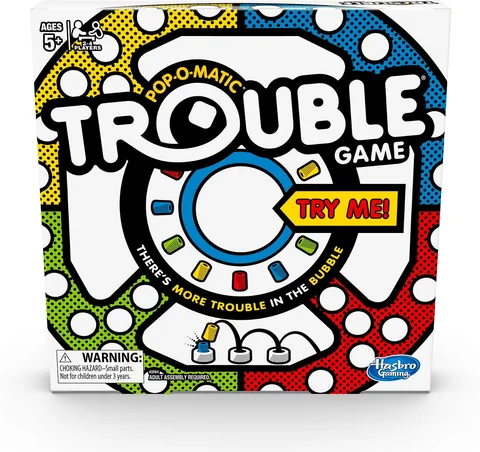 AGES
5+
2-4
PLAYERS
POP-O-MATIC
TROUBLE®
GAME
TRY ME!
THERE'S MORE TROUBLE IN THE BUBBLE
WARNING:
CHOKING HAZARD–Small parts.
Not for children under 3 years.
ADULT ASSEMBLY REQUIRED.
Hasbro
Gaming